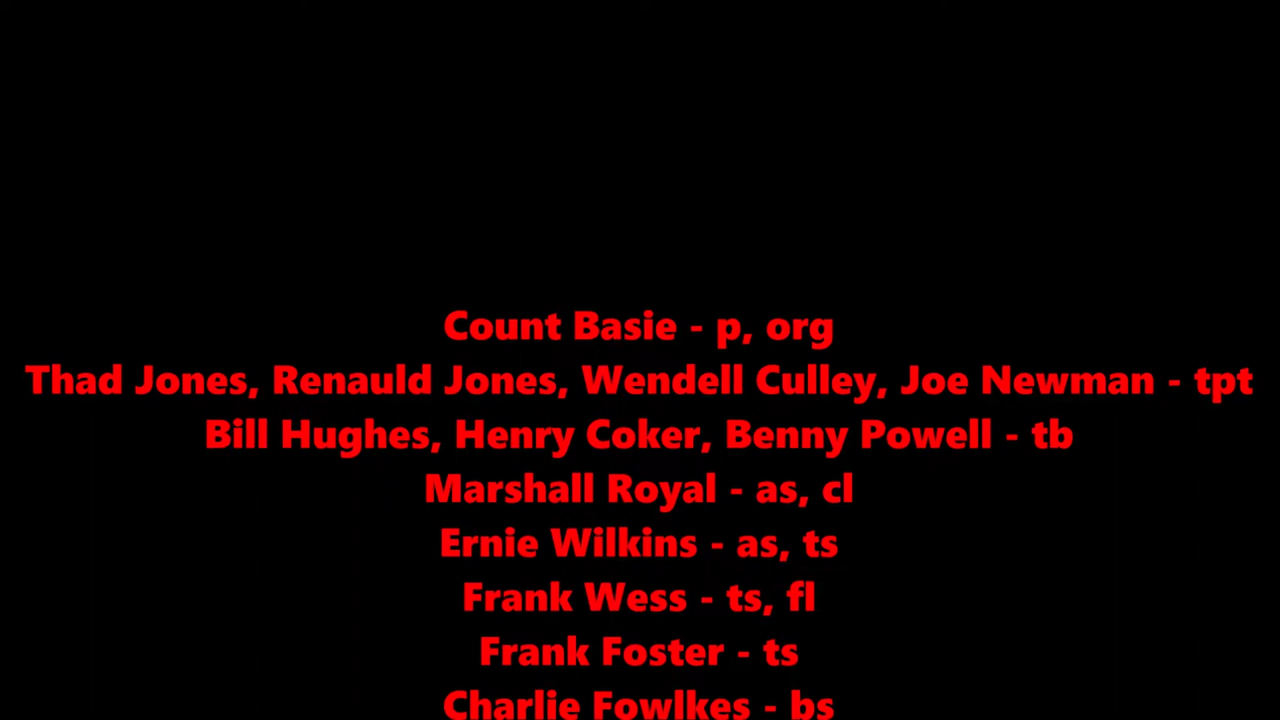 Count Basie - p, org
Thad Jones, Renauld Jones, Wendell Culley, Joe Newman - tpt
Bill Hughes, Henry Coker, Benny Powell - tb
Marshall Royal - as, cl
Ernie Wilkins - as, ts
Frank Wess - ts, fl
Frank Foster - ts
Charlie Fowlkes - bs